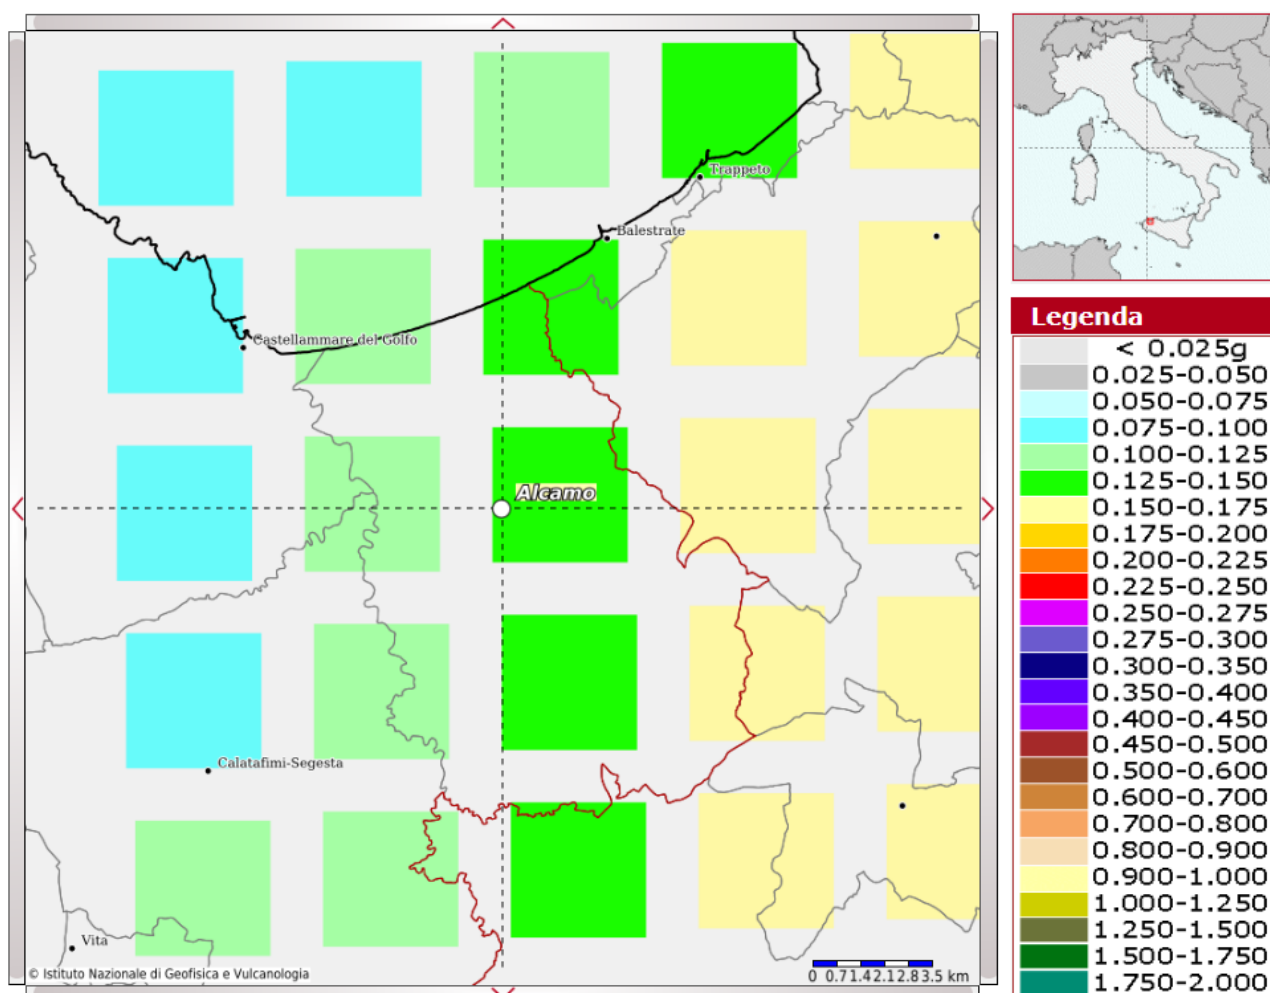 Trappeto
Balestrate
Castellammare del Golfo
Alcamo
Calatafimi-Segesta
Vita
© Istituto Nazionale di Geofisica e Vulcanologia
0 0.71.42.12.83.5 km
Legenda
< 0.025g
0.025-0.050
0.050-0.075
0.075-0.100
0.100-0.125
0.125-0.150
0.150-0.175
0.175-0.200
0.200-0.225
0.225-0.250
0.250-0.275
0.275-0.300
0.300-0.350
0.350-0.400
0.400-0.450
0.450-0.500
0.500-0.600
0.600-0.700
0.700-0.800
0.800-0.900
0.900-1.000
1.000-1.250
1.250-1.500
1.500-1.750
1.750-2.000